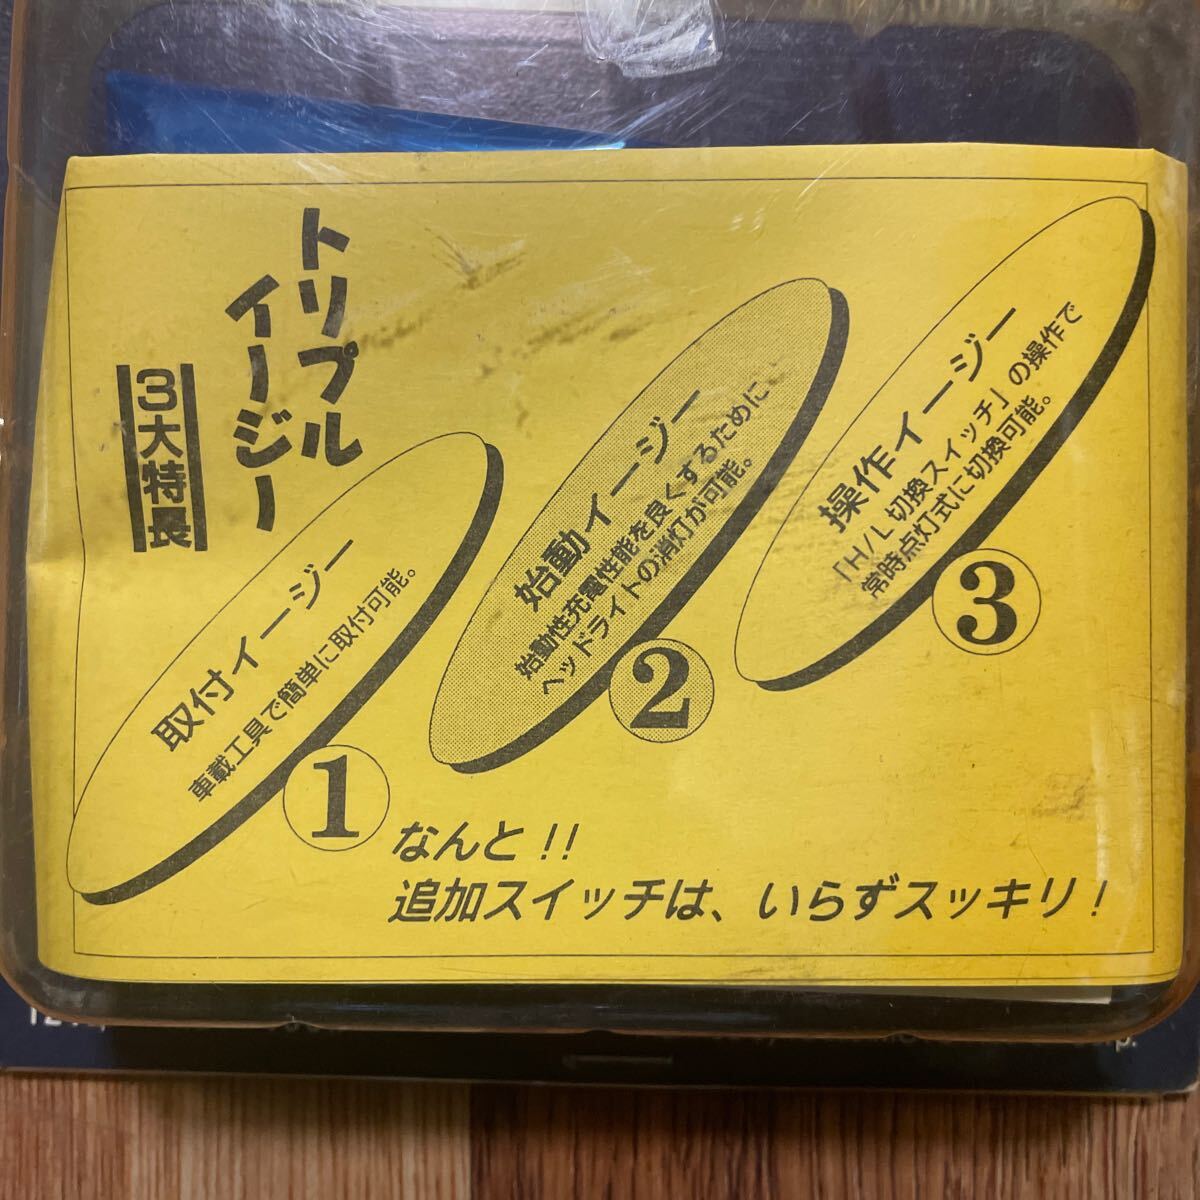 トリプル
イージー
3大特長
取付イージー
車載工具で簡単に取付可能。
1
始動イージー
始動性充電性能を良くするために、
ヘッドライトの消灯が可能。
2
操作イージー
「H/L切換スイッチ」の操作で
常時点灯式に切換可能。
3
なんと!!
追加スイッチは、いらずスッキリ!